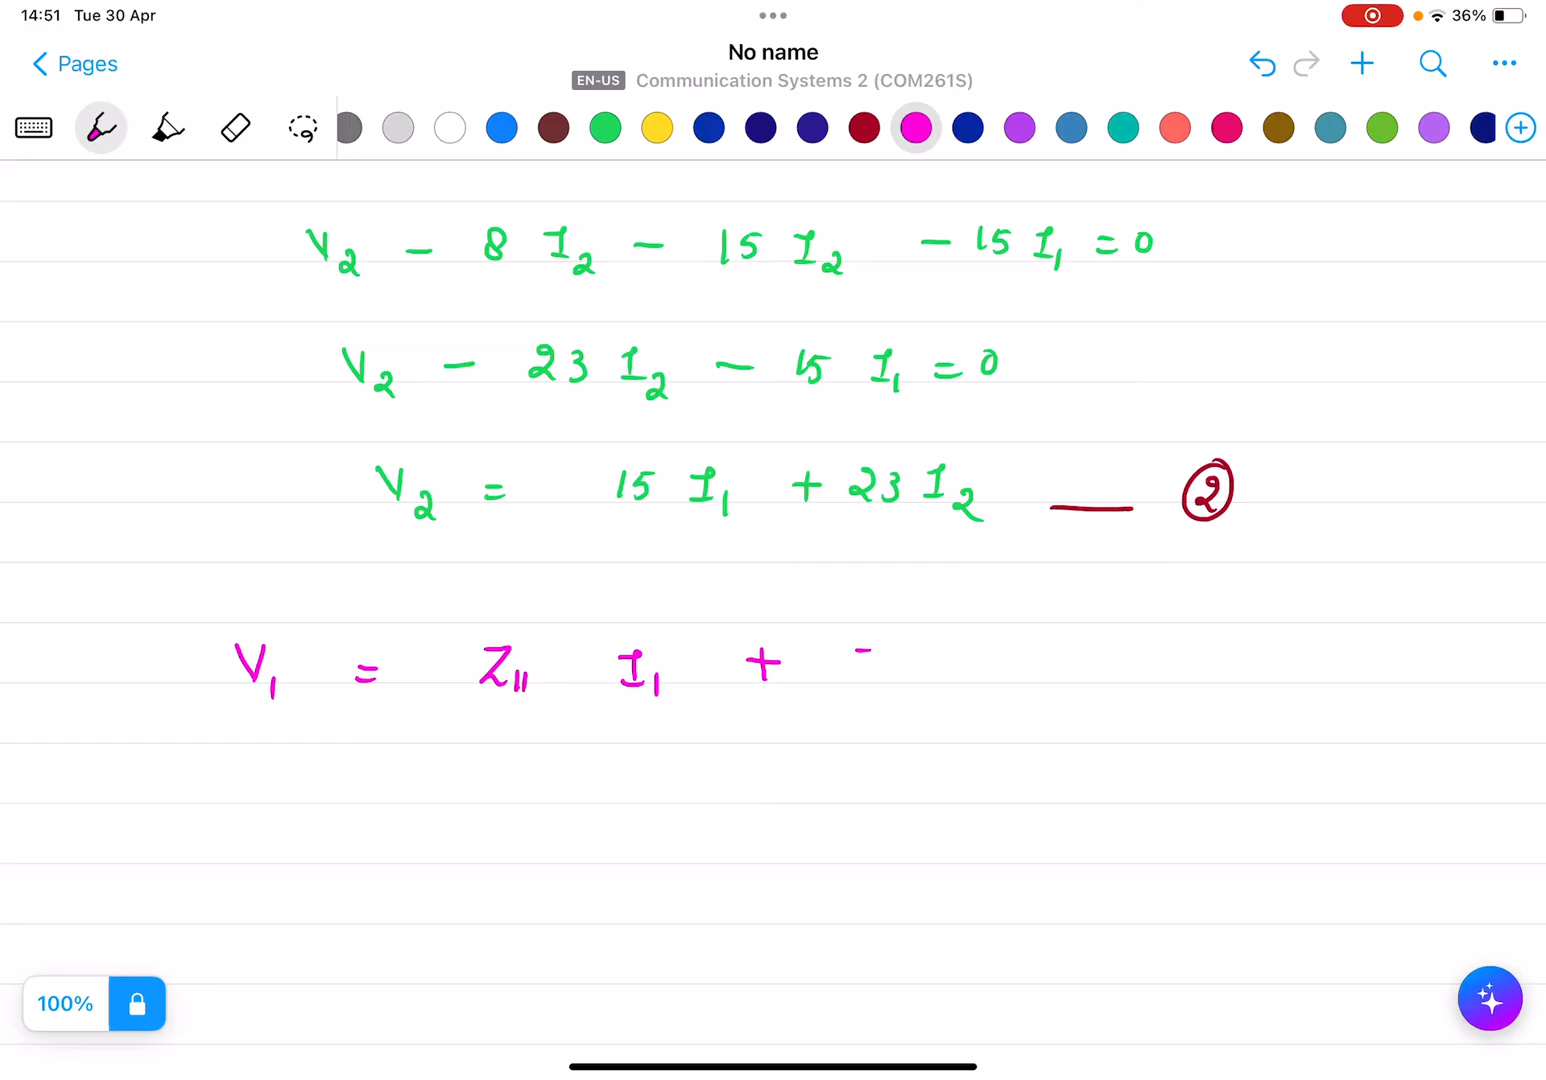 14:51 Tue 30 Apr
36%
Pages
No name
EN-US Communication Systems 2 (COM261S)
V₂ - 8 I₂ - 15 I₂ - 15 I₁ = 0
V₂ - 23 I₂ - 15 I₁ = 0
V₂ = 15 I₁ + 23 I₂ — ②
V₁ = Z₁₁ I₁ +
100%